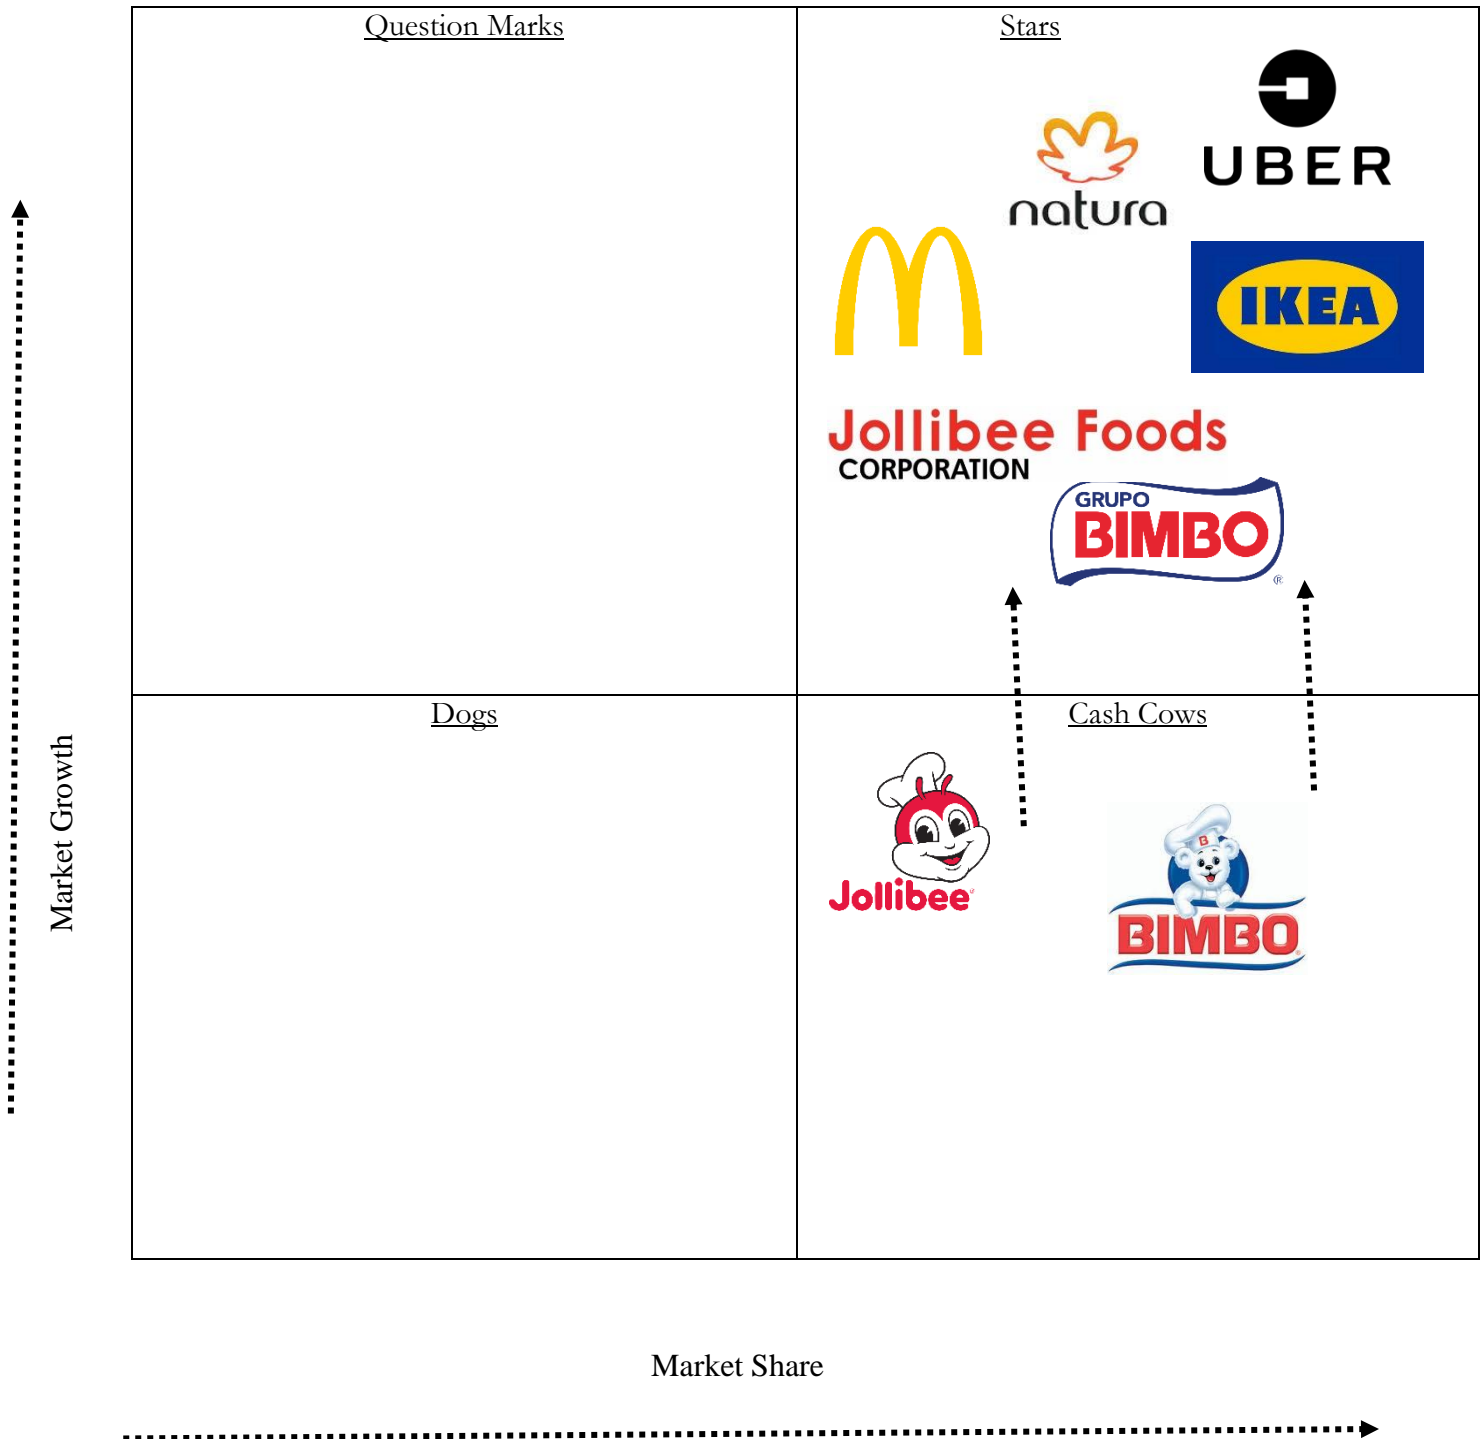 Question Marks
Stars
UBER
natura
IKEA
Jollibee Foods
CORPORATION
GRUPO
BIMBO
®
Dogs
Cash Cows
Market Growth
B
Jollibee
BIMBO
Market Share